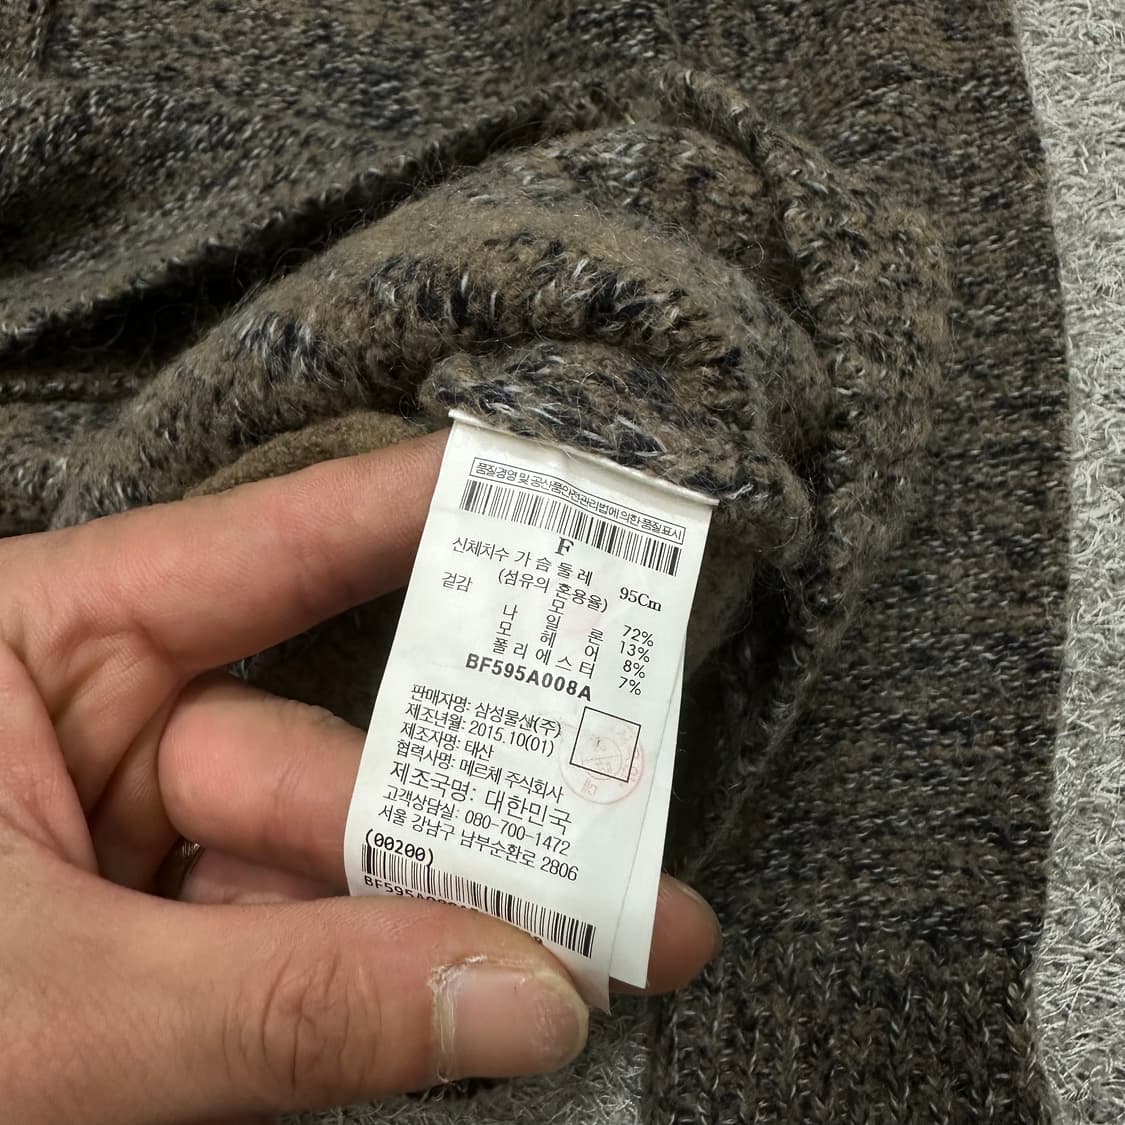 품질경영 및 공산품안전관리법에 의한 품질표시
F
신체치수 가슴둘레 95Cm
겉감 (섬유의 혼용율)
모 72%
나일론 13%
모헤어 8%
폴리에스터 7%
BF595A008A
판매자명: 삼성물산(주)
제조년월: 2015.10(01)
제조자명: 태산
협력사명: 메르체 주식회사
제조국명: 대한민국
고객상담실: 080-700-1472
서울 강남구 남부순환로 2806
(00200)